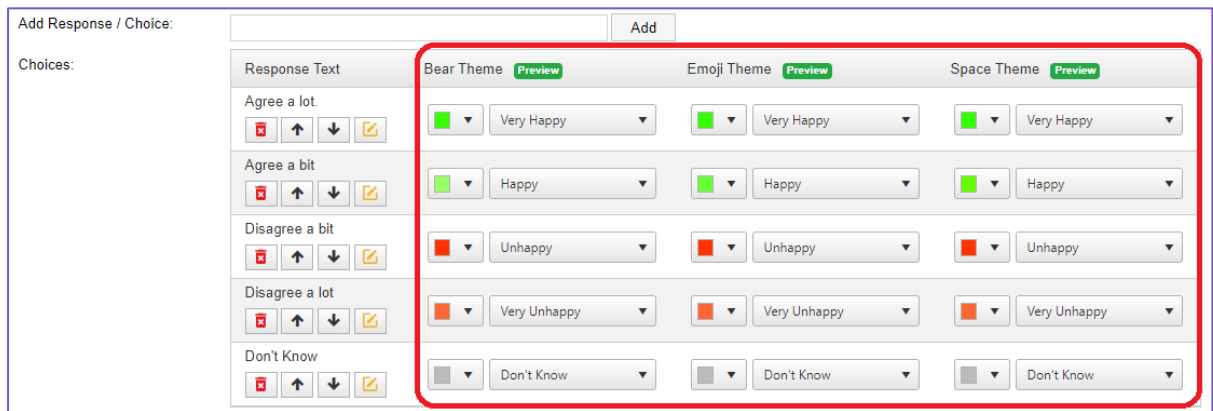 Add Response / Choice:
Add
Choices:
Response Text Bear Theme Preview Emoji Theme Preview Space Theme Preview
Agree a lot.
Very Happy Very Happy Very Happy
Agree a bit
Happy Happy Happy
Disagree a bit
Unhappy Unhappy Unhappy
Disagree a lot
Very Unhappy Very Unhappy Very Unhappy
Don't Know
Don't Know Don't Know Don't Know